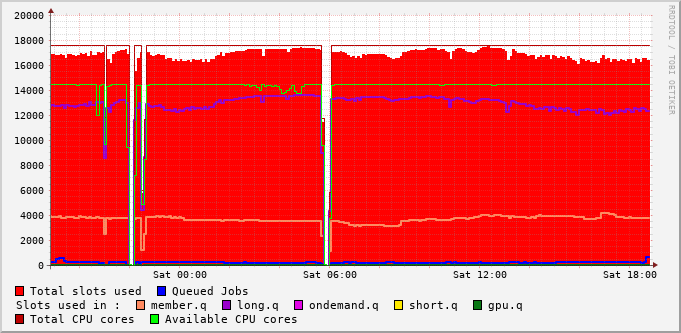 20000
18000
16000
14000
12000
10000
8000
6000
4000
2000
0
Sat 00:00 Sat 06:00 Sat 12:00 Sat 18:00
Total slots used Queued Jobs
Slots used in : member.q long.q ondemand.q short.q gpu.q
Total CPU cores Available CPU cores
RRDTOOL / TOBI OETIKER